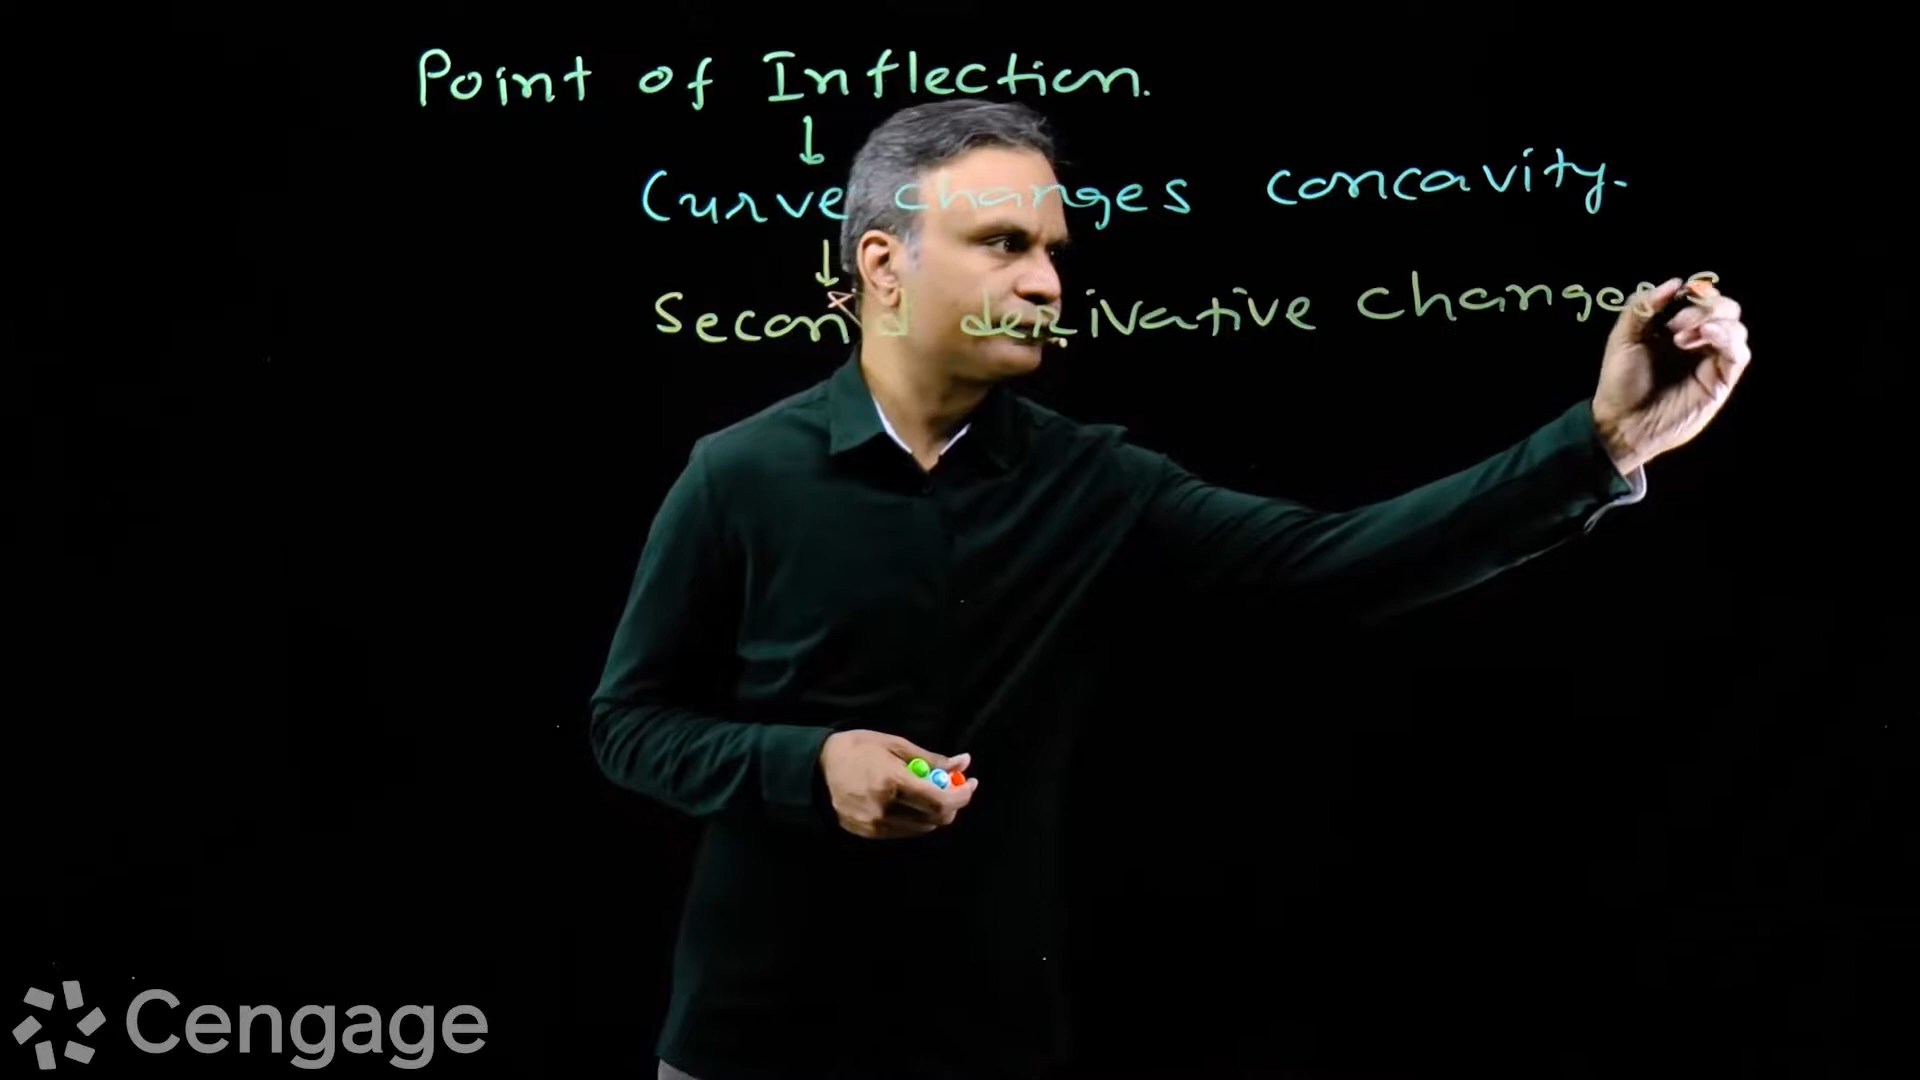 Point of Inflection.
↓
Curve changes concavity.
↓
Second derivative changes s
Cengage